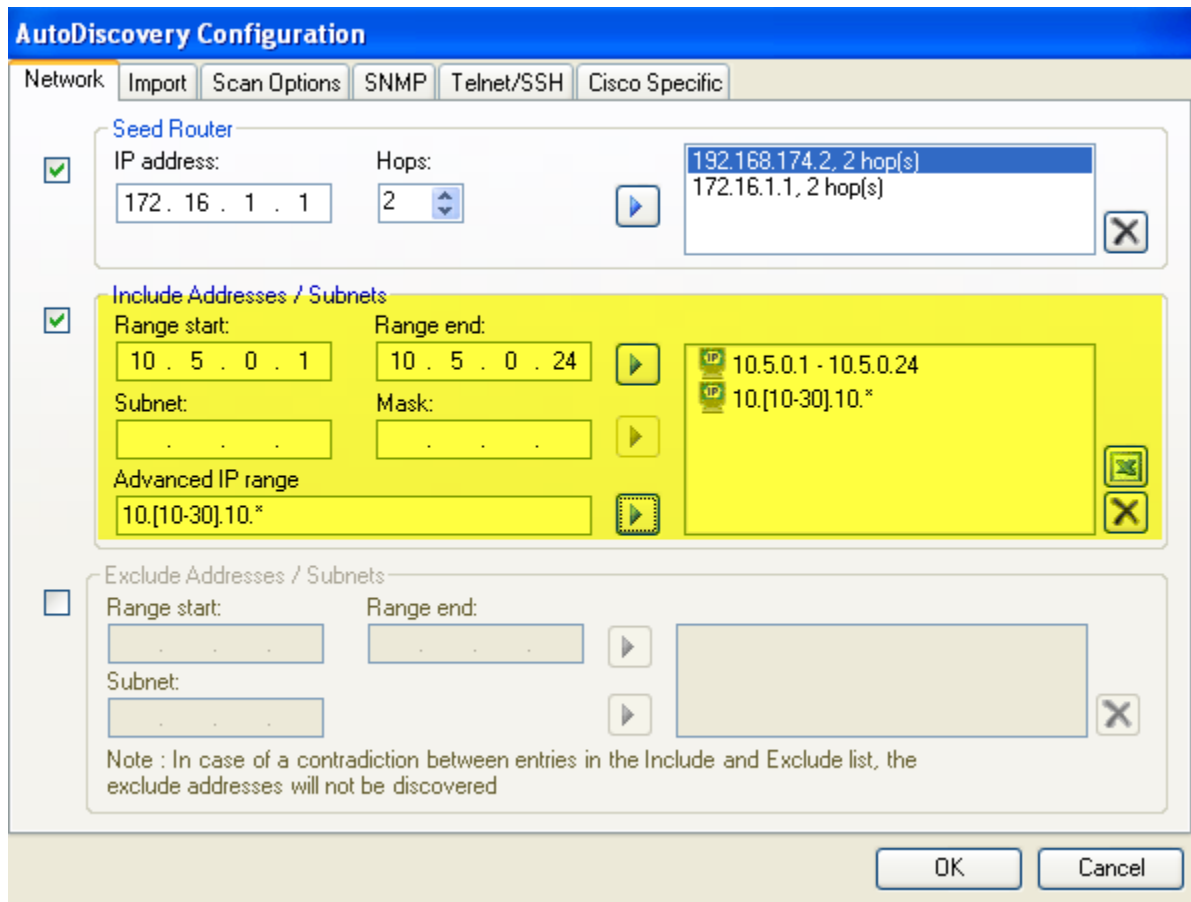 AutoDiscovery Configuration
Network Import Scan Options SNMP Telnet/SSH Cisco Specific
Seed Router
IP address: Hops:
172 . 16 . 1 . 1 2
192.168.174.2, 2 hop(s)
172.16.1.1, 2 hop(s)
Include Addresses / Subnets
Range start: Range end:
10 . 5 . 0 . 1 10 . 5 . 0 . 24
IP 10.5.0.1 - 10.5.0.24
IP 10.[10-30].10.*
Subnet: Mask:
. . . . . .
Advanced IP range
10.[10-30].10.*
Exclude Addresses / Subnets
Range start: Range end:
. . . . . .
Subnet:
. . .
Note : In case of a contradiction between entries in the Include and Exclude list, the
exclude addresses will not be discovered
OK Cancel